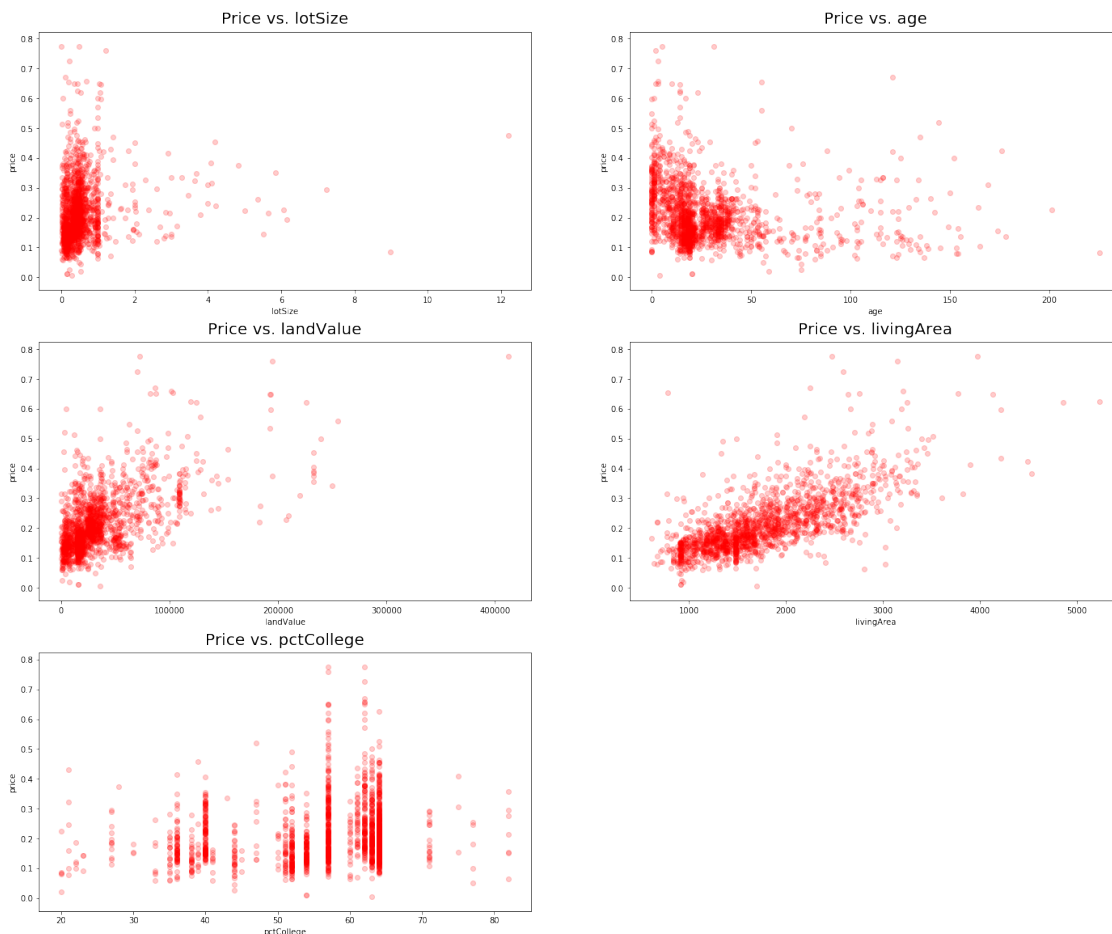 Price vs. lotSize
0.8
0.7
0.6
0.5
0.4
0.3
0.2
0.1
0.0
price
0 2 4 6 8 10 12
lotSize
Price vs. age
0.8
0.7
0.6
0.5
0.4
0.3
0.2
0.1
0.0
price
0 50 100 150 200
age
Price vs. landValue
0.8
0.7
0.6
0.5
0.4
0.3
0.2
0.1
0.0
price
0 100000 200000 300000 400000
landValue
Price vs. livingArea
0.8
0.7
0.6
0.5
0.4
0.3
0.2
0.1
0.0
price
1000 2000 3000 4000 5000
livingArea
Price vs. pctCollege
0.8
0.7
0.6
0.5
0.4
0.3
0.2
0.1
0.0
price
20 30 40 50 60 70 80
pctCollege